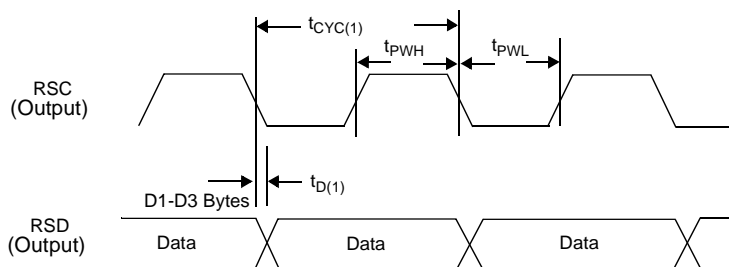 tCYC(1)
tPWH
tPWL
RSC
(Output)
tD(1)
D1-D3 Bytes
RSD
(Output)
Data
Data
Data